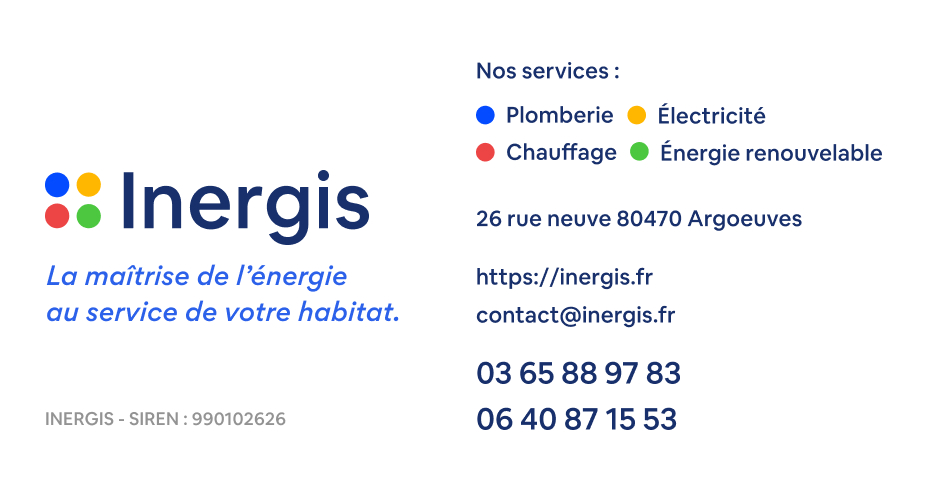 Inergis
La maîtrise de l’énergie
au service de votre habitat.
INERGIS - SIREN : 990102626
Nos services :
Plomberie Électricité
Chauffage Énergie renouvelable
26 rue neuve 80470 Argoeuves
https://inergis.fr
contact@inergis.fr
03 65 88 97 83
06 40 87 15 53